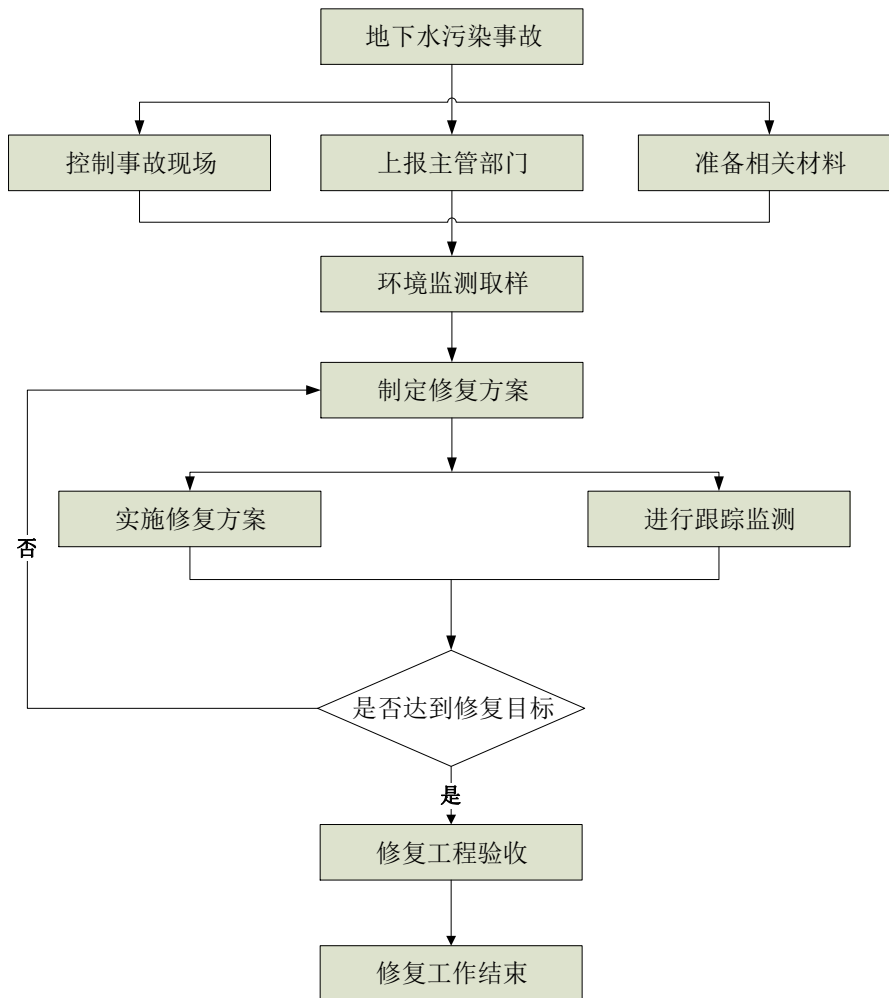 地下水污染事故
控制事故现场
上报主管部门
准备相关材料
环境监测取样
制定修复方案
实施修复方案
进行跟踪监测
否
是否达到修复目标
是
修复工程验收
修复工作结束